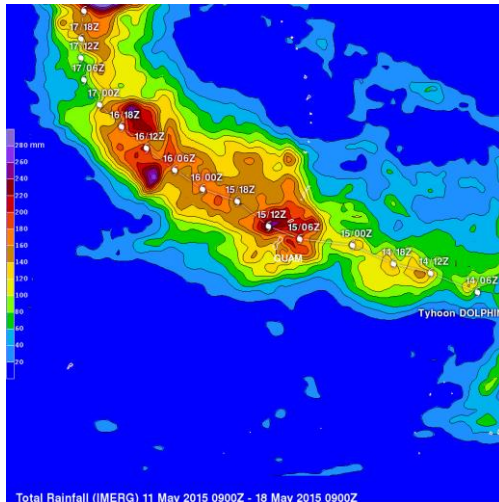 17/18Z
17/12Z
17/06Z
17/00Z
16/18Z
16/12Z
16/06Z
16/00Z
15/18Z
15/12Z
15/06Z
15/00Z
14/18Z
14/12Z
14/06Z
GUAM
Tyhoon DOLPHIN
280 mm
260
240
220
200
180
160
140
120
100
80
60
40
20
Total Rainfall (IMERG) 11 May 2015 0900Z - 18 May 2015 0900Z